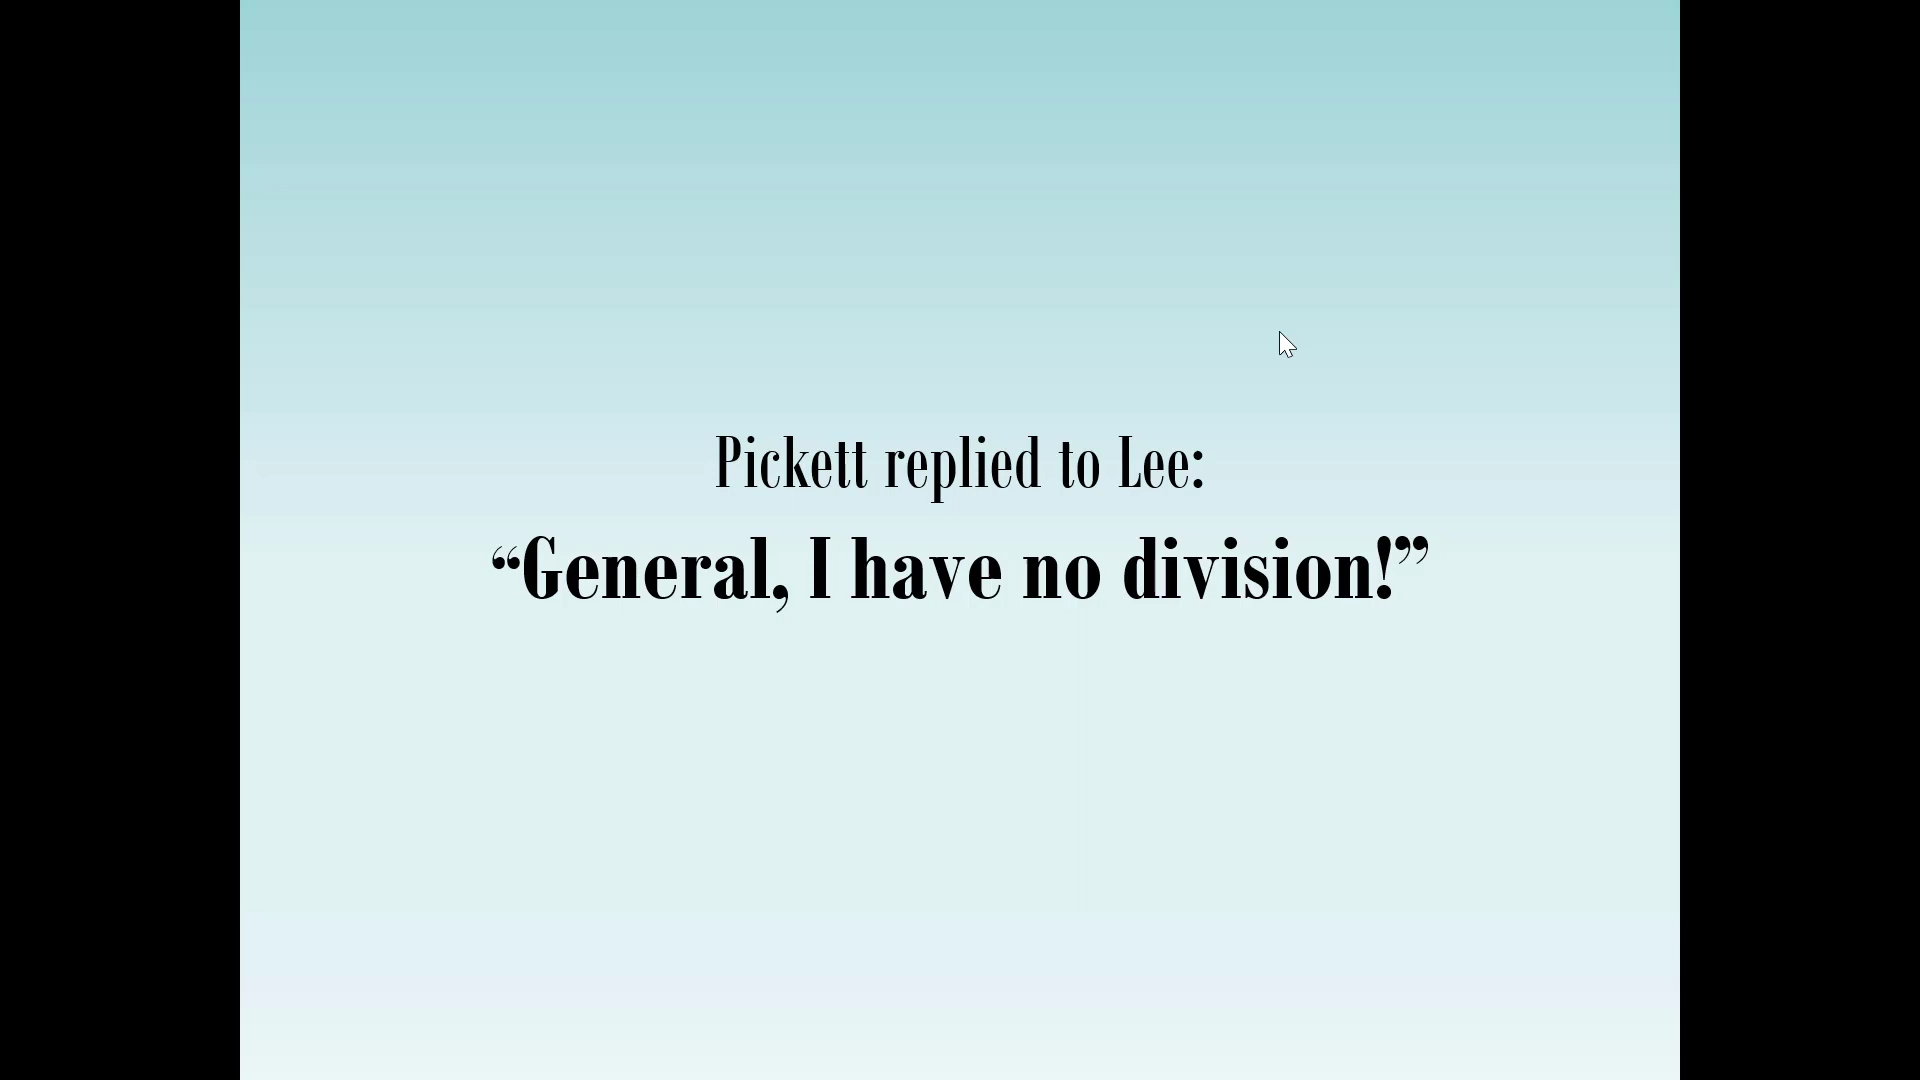 Pickett replied to Lee:
“General, I have no division!”